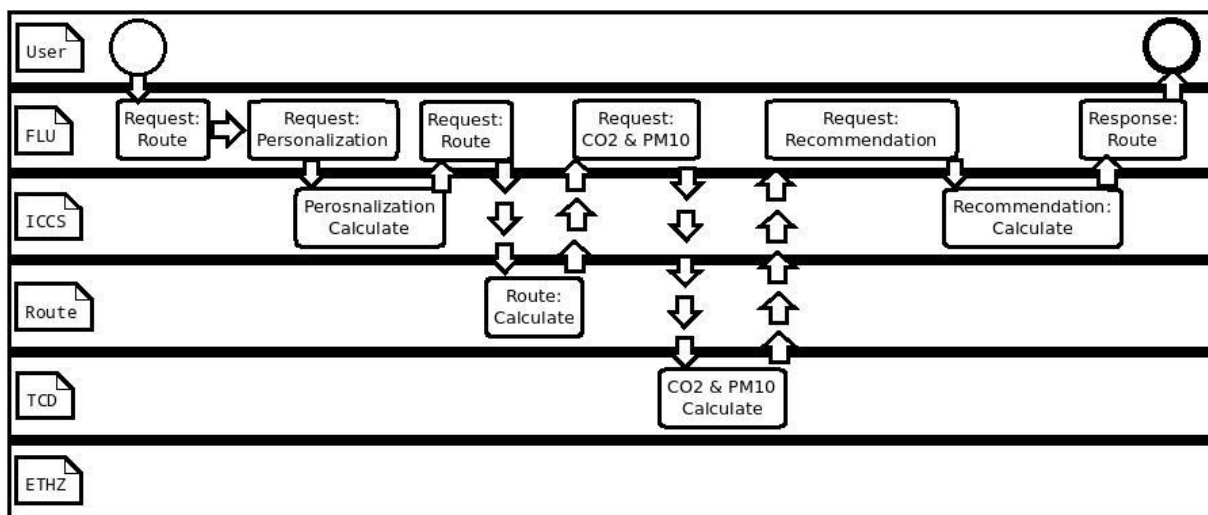 User
FLU
Request:
Route
Request:
Personalization
Request:
Route
Request:
CO2 & PM10
Request:
Recommendation
Response:
Route
ICCS
Perosnalization
Calculate
Recommendation:
Calculate
Route
Route:
Calculate
TCD
CO2 & PM10
Calculate
ETHZ